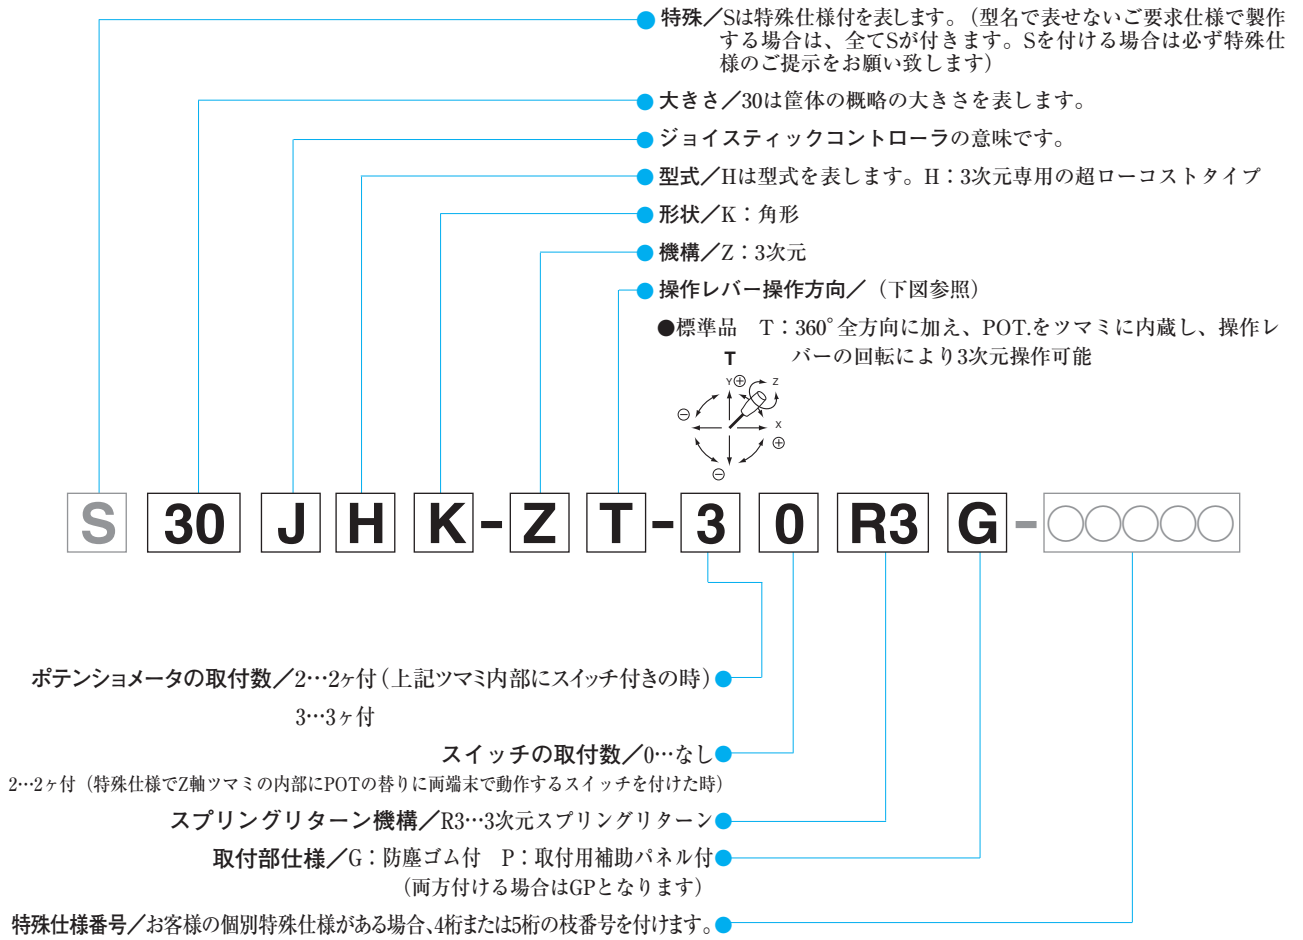 特殊／Sは特殊仕様付を表します。（型名で表せないご要求仕様で製作
する場合は、全てSが付きます。Sを付ける場合は必ず特殊仕
様のご提示をお願い致します）
大きさ／30は筐体の概略の大きさを表します。
ジョイスティックコントローラの意味です。
型式／Hは型式を表します。H：3次元専用の超ローコストタイプ
形状／K：角形
機構／Z：3次元
操作レバー操作方向／（下図参照）
●標準品　T：360°全方向に加え、POT.をツマミに内蔵し、操作レ
バーの回転により3次元操作可能
T
Y⊕ Z
⊖
X
⊕
⊖
S 30 J H K-Z T-3 0 R3 G-○○○○○
ポテンショメータの取付数／2…2ヶ付（上記ツマミ内部にスイッチ付きの時）
3…3ヶ付
スイッチの取付数／0…なし
2…2ヶ付（特殊仕様でZ軸ツマミの内部にPOTの替りに両端末で動作するスイッチを付けた時）
スプリングリターン機構／R3…3次元スプリングリターン
取付部仕様／G：防塵ゴム付　P：取付用補助パネル付
（両方付ける場合はGPとなります）
特殊仕様番号／お客様の個別特殊仕様がある場合、4桁または5桁の枝番号を付けます。